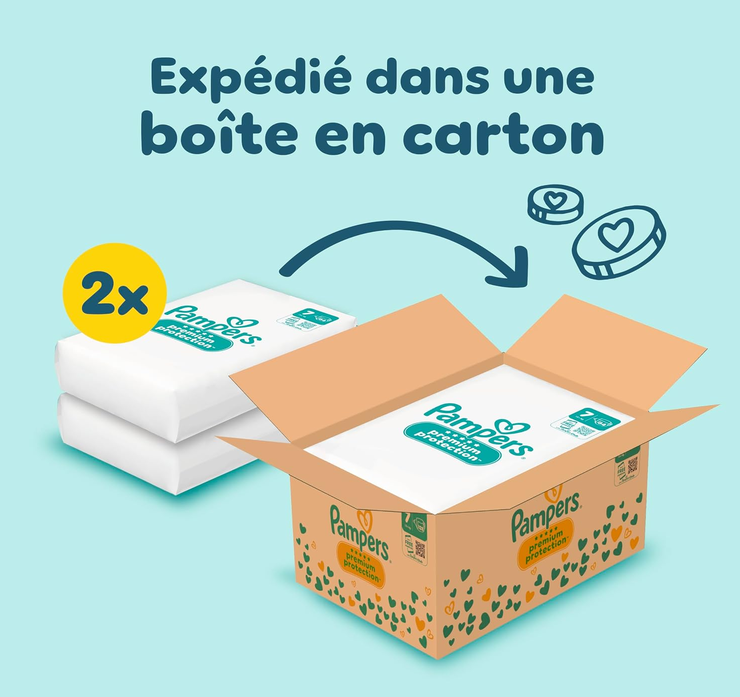 Expédié dans une
boîte en carton
2x
Pampers
premium
protection
7
Pampers
premium
protection
7
Pampers
premium
protection
7
Pampers
premium
protection